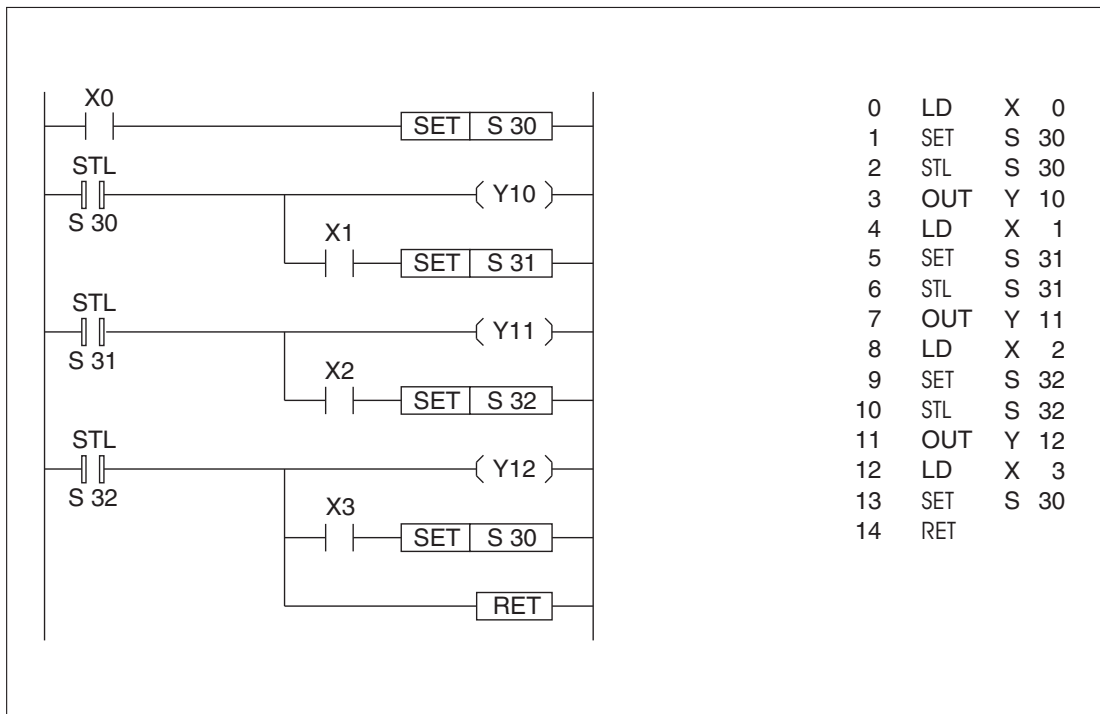 X0
SET S 30
STL
S 30
Y10
X1
SET S 31
STL
S 31
Y11
X2
SET S 32
STL
S 32
Y12
X3
SET S 30
RET
0 LD X 0
1 SET S 30
2 STL S 30
3 OUT Y 10
4 LD X 1
5 SET S 31
6 STL S 31
7 OUT Y 11
8 LD X 2
9 SET S 32
10 STL S 32
11 OUT Y 12
12 LD X 3
13 SET S 30
14 RET